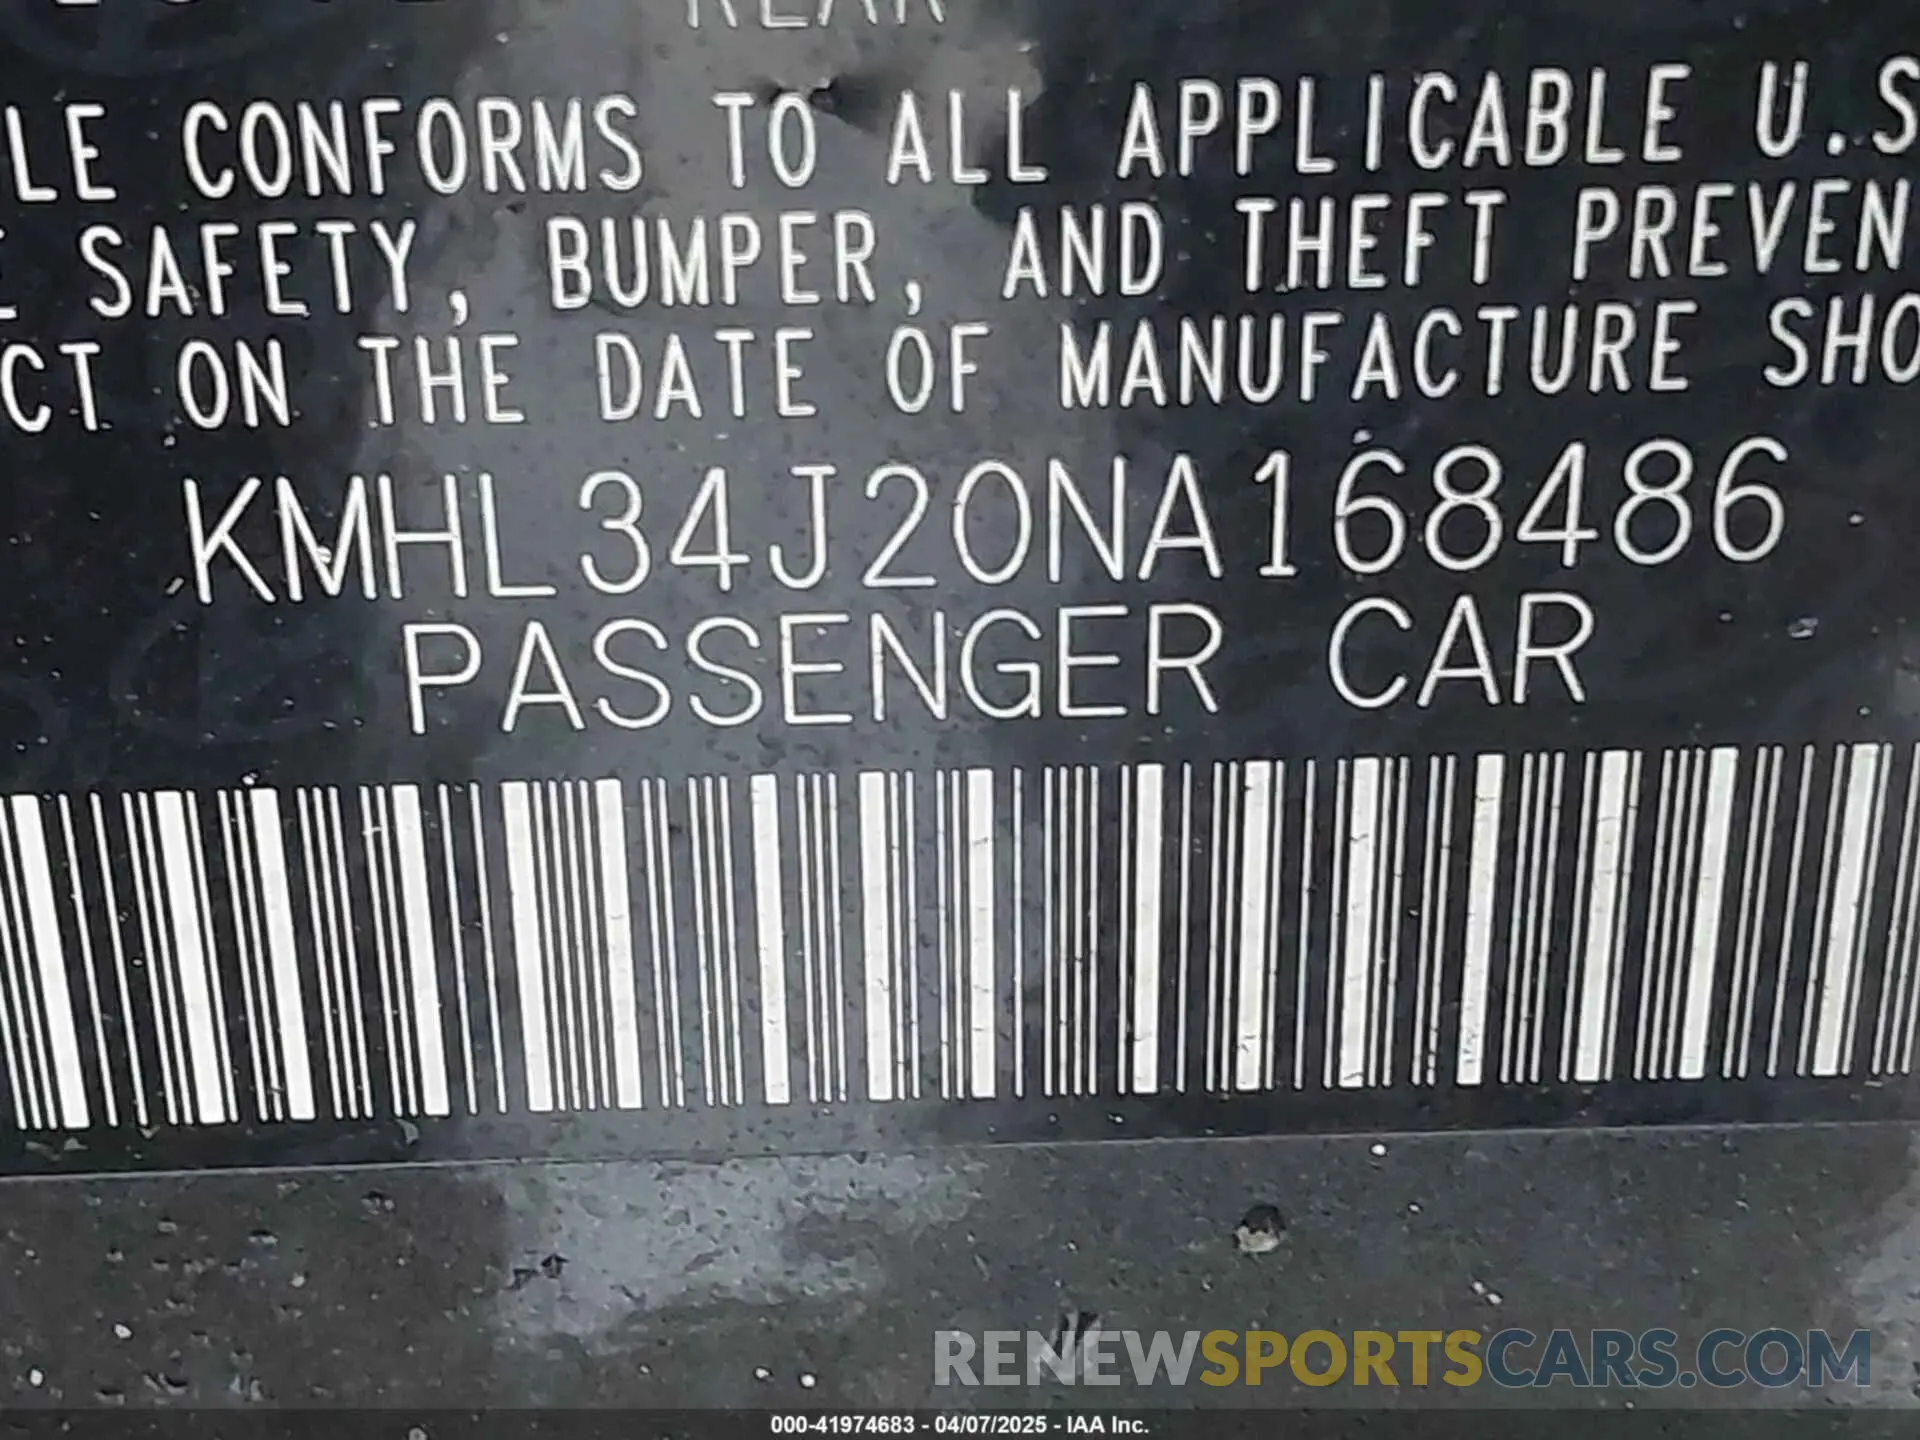 REAR
LE CONFORMS TO ALL APPLICABLE U.S
E SAFETY, BUMPER, AND THEFT PREVEN
CT ON THE DATE OF MANUFACTURE SHO
KMHL34J20NA168486
PASSENGER CAR
RENEWSPORTSCARS.COM
000-41974683 - 04/07/2025 - IAA Inc.